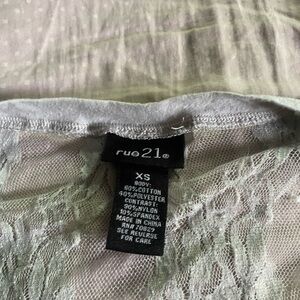 rue21®
XS
BODY:
60%COTTON
40%POLYESTER
CONTRAST:
90%NYLON
10%SPANDEX
MADE IN CHINA
RN#70829
SEE REVERSE
FOR CARE